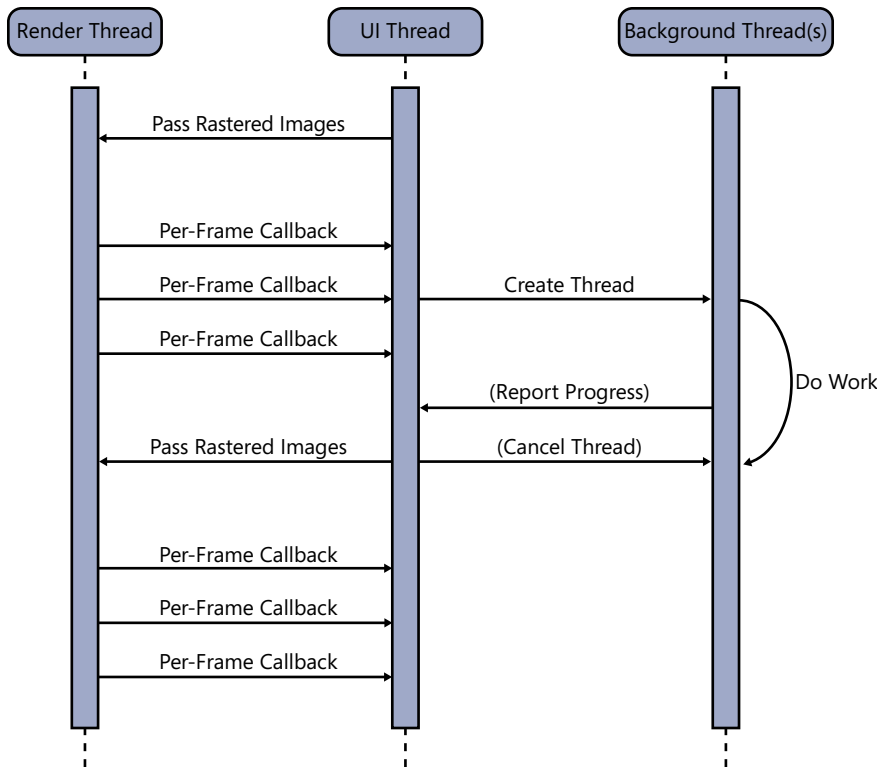 Render Thread
UI Thread
Background Thread(s)
Pass Rastered Images
Per-Frame Callback
Per-Frame Callback
Create Thread
Per-Frame Callback
Do Work
(Report Progress)
Pass Rastered Images
(Cancel Thread)
Per-Frame Callback
Per-Frame Callback
Per-Frame Callback